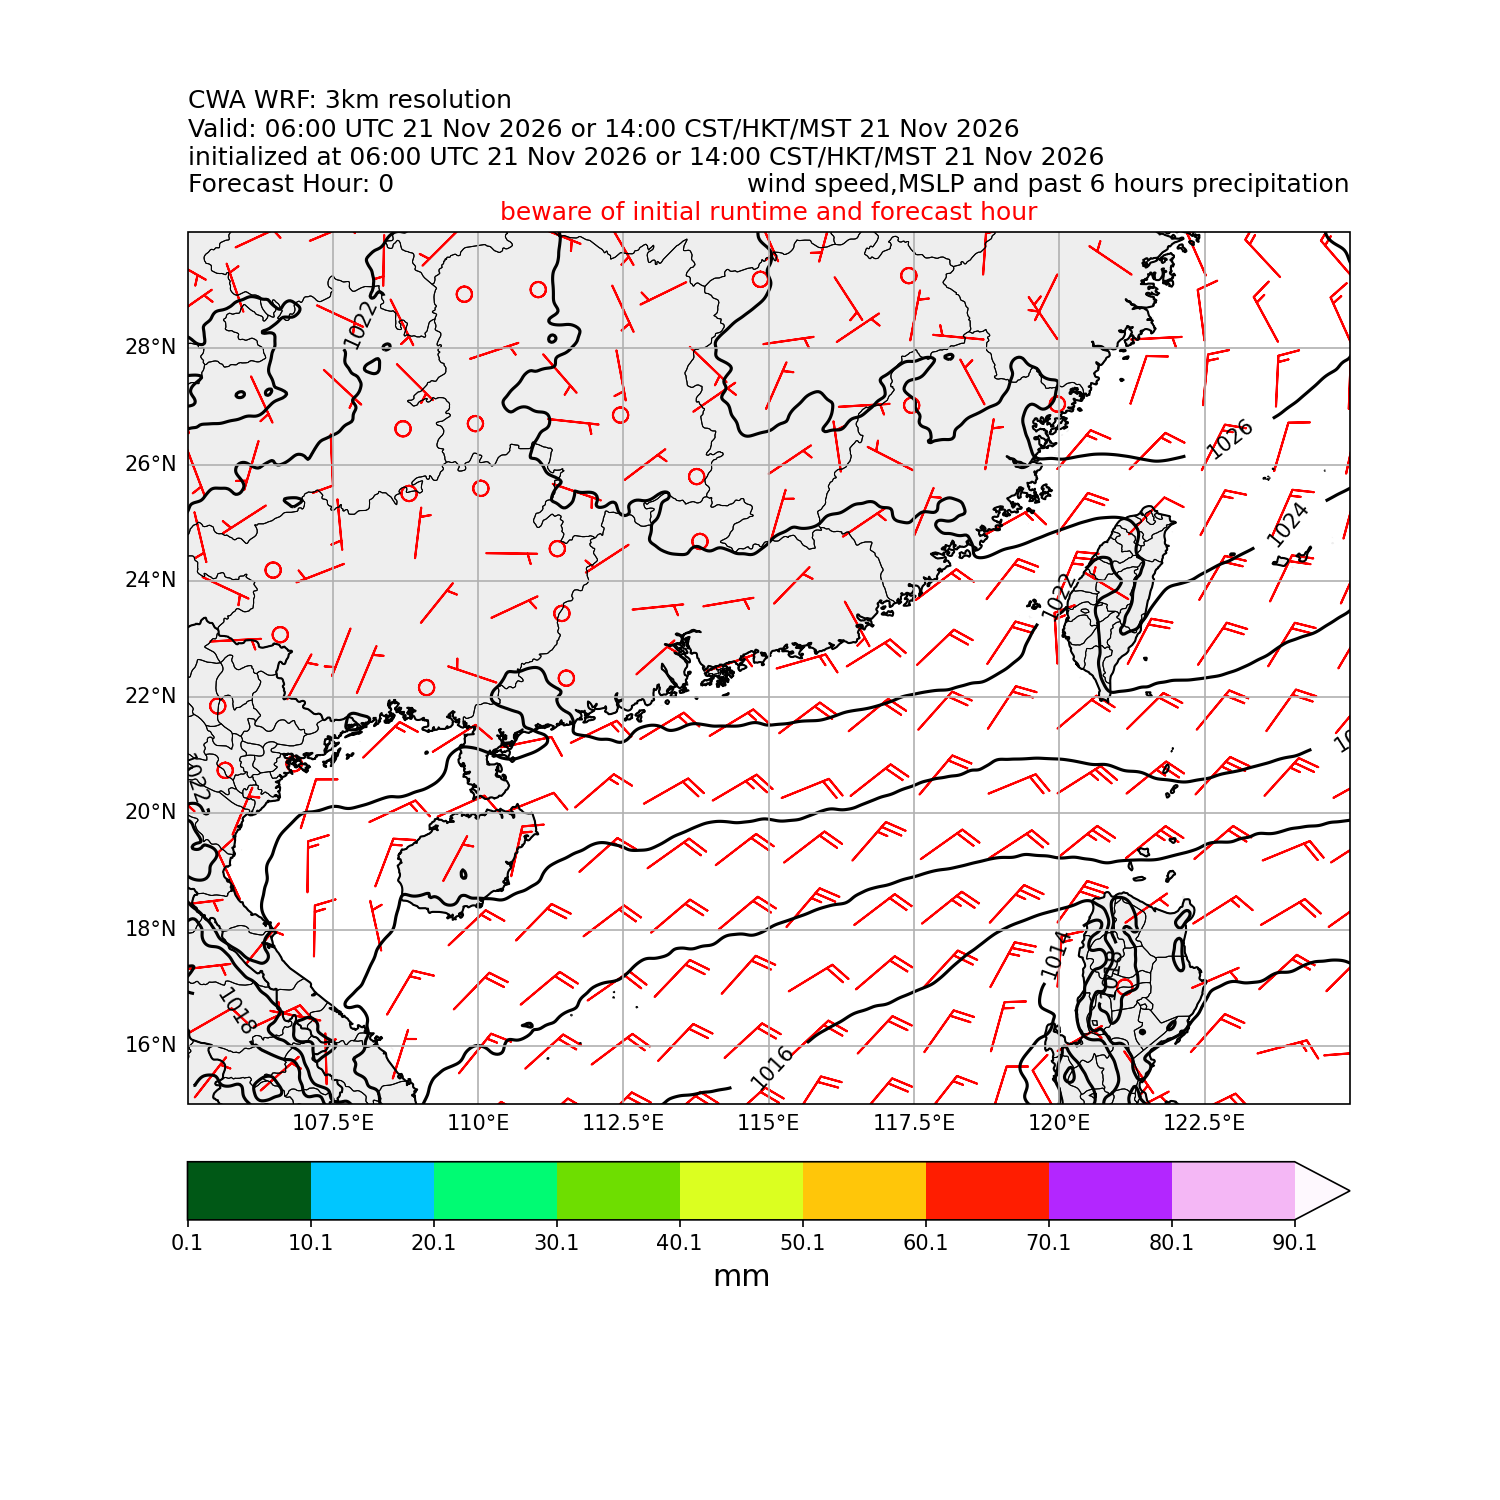 CWA WRF: 3km resolution
Valid: 06:00 UTC 21 Nov 2026 or 14:00 CST/HKT/MST 21 Nov 2026
initialized at 06:00 UTC 21 Nov 2026 or 14:00 CST/HKT/MST 21 Nov 2026
Forecast Hour: 0 wind speed,MSLP and past 6 hours precipitation
beware of initial runtime and forecast hour
1022
28°N
1026
26°N
1024
24°N
1022
22°N
20°N
18°N
1014
1018
16°N
1016
107.5°E 110°E 112.5°E 115°E 117.5°E 120°E 122.5°E
0.1 10.1 20.1 30.1 40.1 50.1 60.1 70.1 80.1 90.1
mm